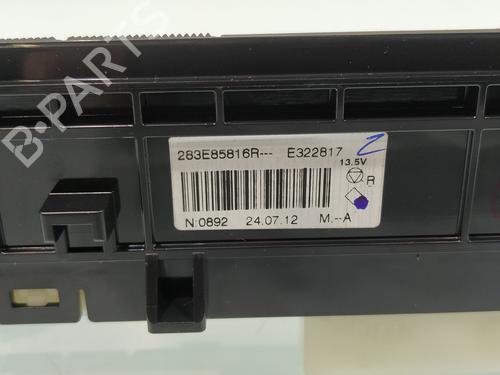 B-PARTS
283E85816R--- E322817
13.5V
R
N:0892 24.07.12 M.--A